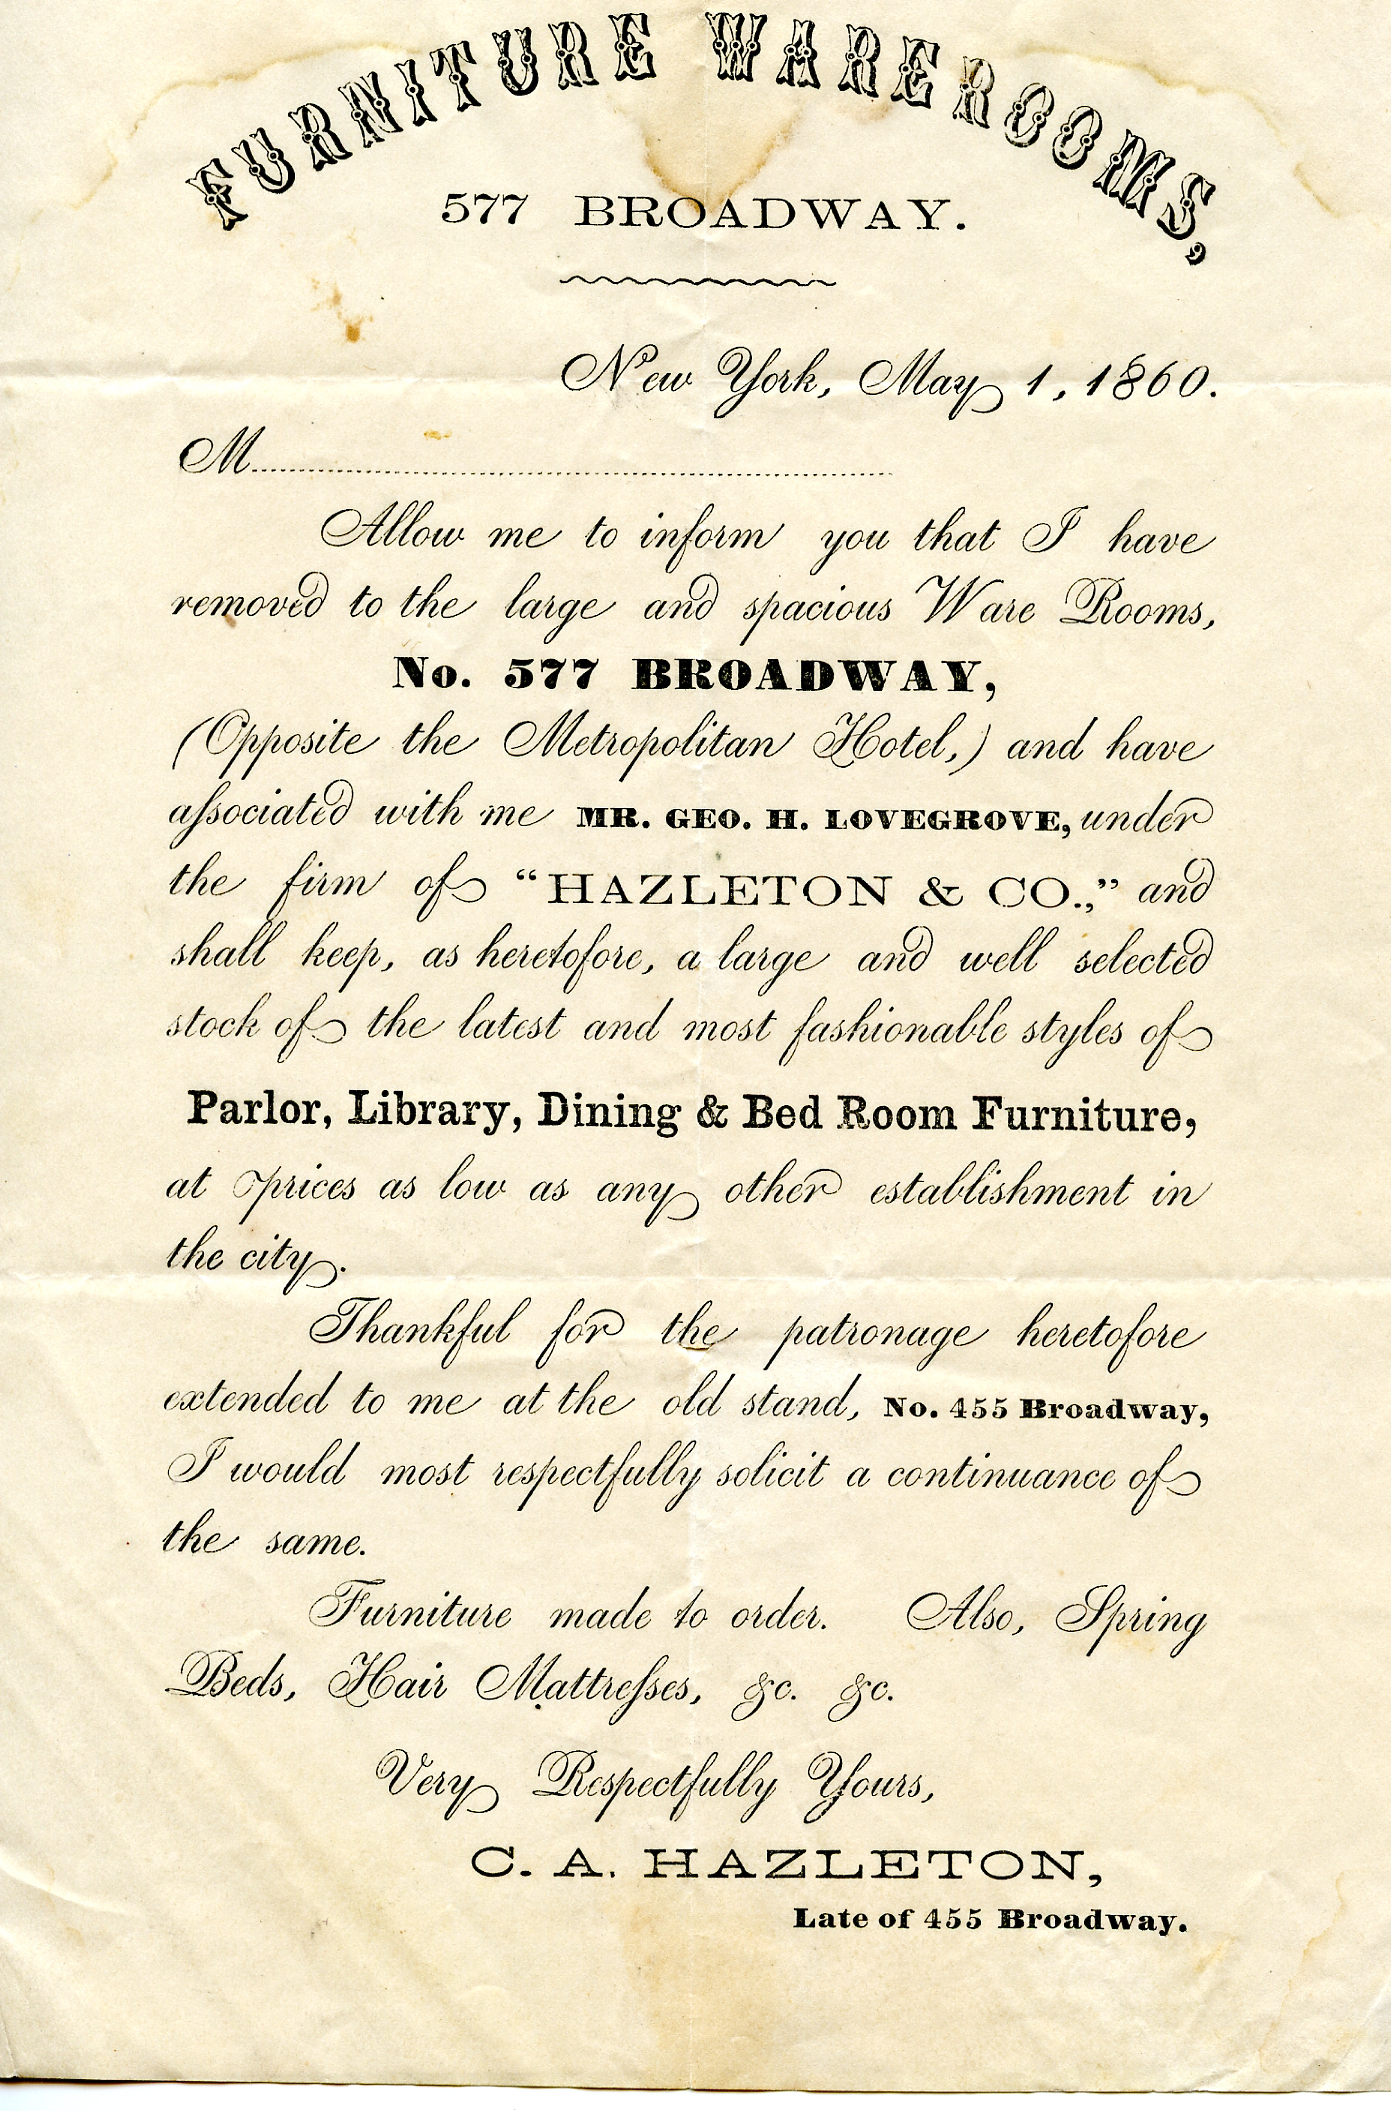 FURNITURE WAREROOMS,
577 BROADWAY.
New York, May 1, 1860.
M
Allow me to inform you that I have
removed to the large and spacious Ware Rooms,
No. 577 BROADWAY,
(Opposite the Metropolitan Hotel,) and have
aſsociated with me MR. GEO. H. LOVEGROVE, under
the firm of "HAZLETON & CO.," and
shall keep, as heretofore, a large and well selected
stock of the latest and most fashionable styles of
Parlor, Library, Dining & Bed Room Furniture,
at prices as low as any other establishment in
the city.
Thankful for the patronage heretofore
extended to me at the old stand, No. 455 Broadway,
I would most respectfully solicit a continuance of
the same.
Furniture made to order. Also, Spring
Beds, Hair Mattreſses, &c. &c.
Very Respectfully Yours,
C. A. HAZLETON,
Late of 455 Broadway.